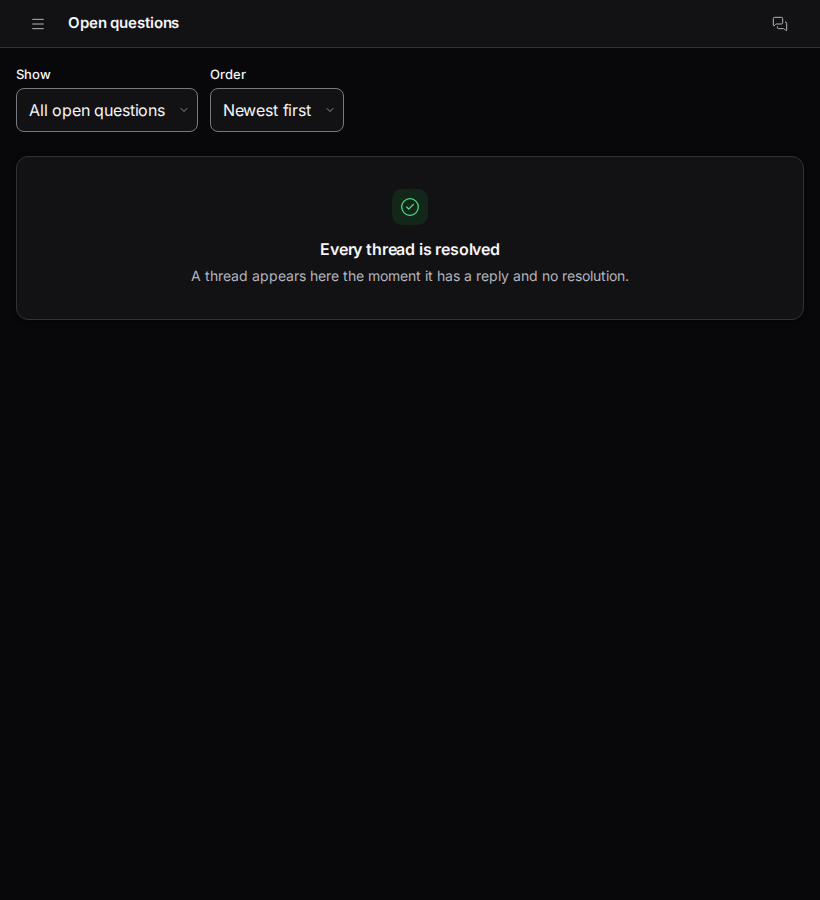 Open questions
Show
Order
All open questions
Newest first
Every thread is resolved
A thread appears here the moment it has a reply and no resolution.